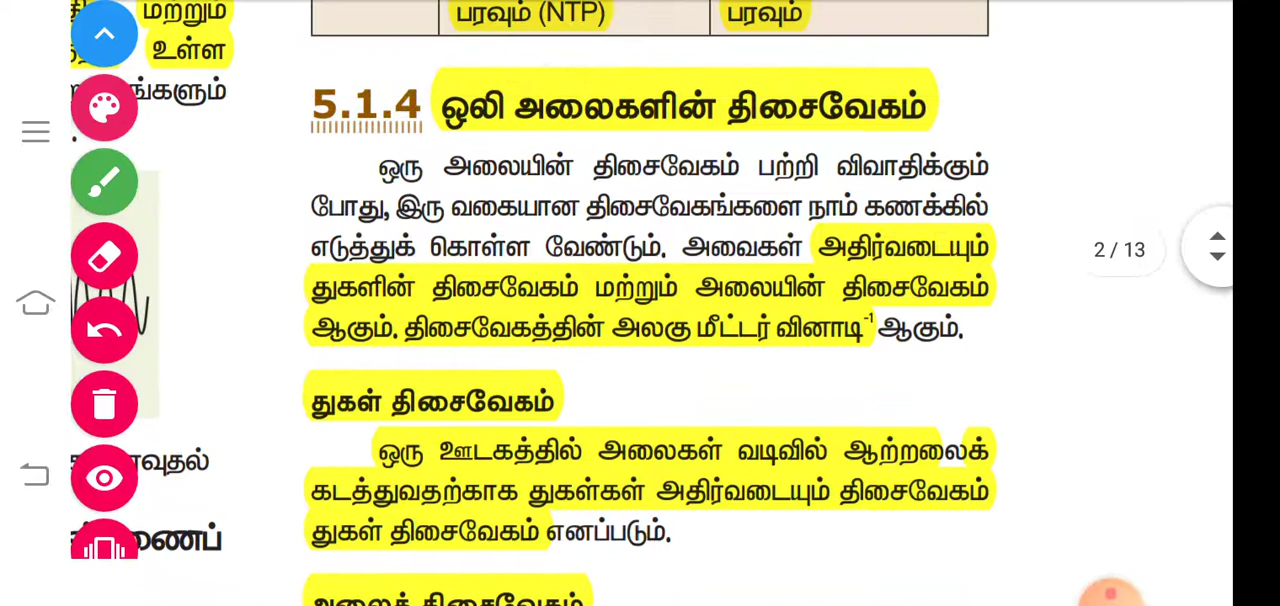 மற்றும்
உள்ள
ங்களும்
பரவும் (NTP)
பரவும்
5.1.4 ஒலி அலைகளின் திசைவேகம்
ஒரு அலையின் திசைவேகம் பற்றி விவாதிக்கும்
போது, இரு வகையான திசைவேகங்களை நாம் கணக்கில்
எடுத்துக் கொள்ள வேண்டும். அவைகள் அதிர்வடையும்
துகளின் திசைவேகம் மற்றும் அலையின் திசைவேகம்
ஆகும். திசைவேகத்தின் அலகு மீட்டர் வினாடி⁻¹ ஆகும்.
2 / 13
துகள் திசைவேகம்
ஒரு ஊடகத்தில் அலைகள் வடிவில் ஆற்றலைக்
கடத்துவதற்காக துகள்கள் அதிர்வடையும் திசைவேகம்
துகள் திசைவேகம் எனப்படும்.
அலைத் திசைவேகம்